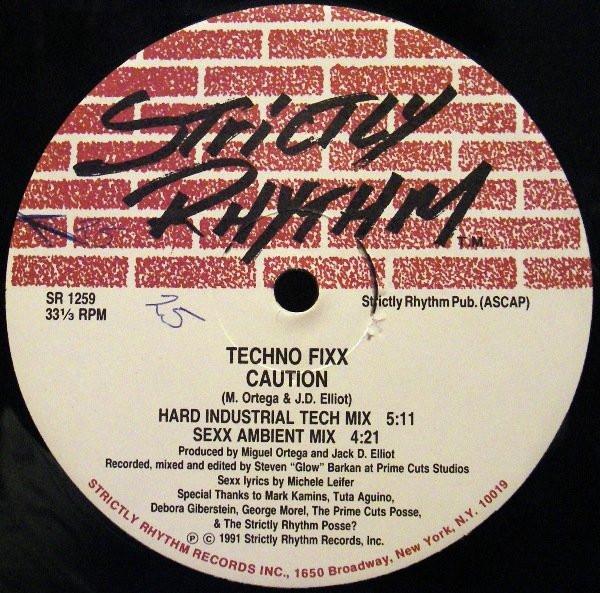 STRICTLY
RHYTHM
T.M.
SR 1259
33⅓ RPM
25
Strictly Rhythm Pub. (ASCAP)
TECHNO FIXX
CAUTION
(M. Ortega & J.D. Elliot)
HARD INDUSTRIAL TECH MIX 5:11
SEXX AMBIENT MIX 4:21
Produced by Miguel Ortega and Jack D. Elliot
Recorded, mixed and edited by Steven "Glow" Barkan at Prime Cuts Studios
Sexx lyrics by Michele Leifer
Special Thanks to Mark Kamins, Tuta Aguino,
Debora Giberstein, George Morel, The Prime Cuts Posse,
& The Strictly Rhythm Posse?
Ⓟ © 1991 Strictly Rhythm Records, Inc.
STRICTLY RHYTHM RECORDS INC., 1650 Broadway, New York, N.Y. 10019